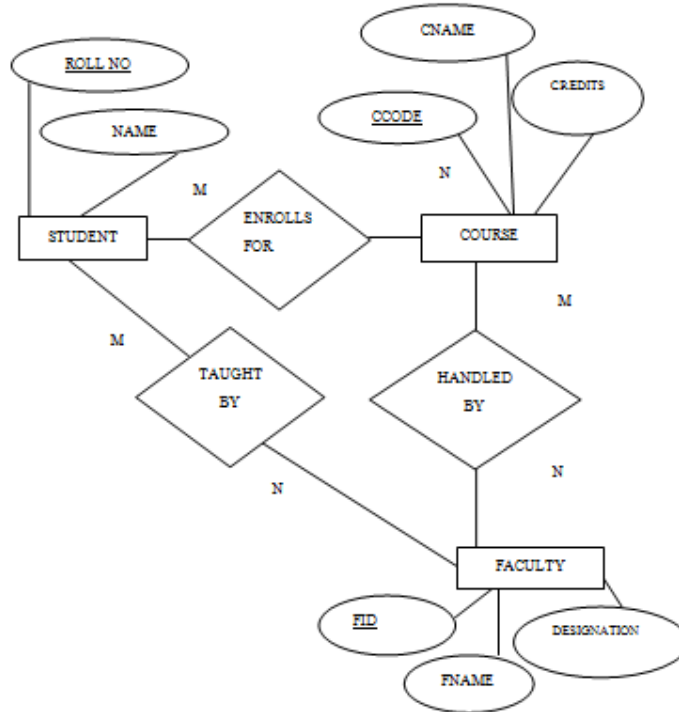 CNAME
ROLL NO
CREDITS
CCODE
NAME
M
N
ENROLLS
FOR
STUDENT
COURSE
M
M
TAUGHT
BY
HANDLED
BY
N
N
FACULTY
FID
DESIGNATION
FNAME